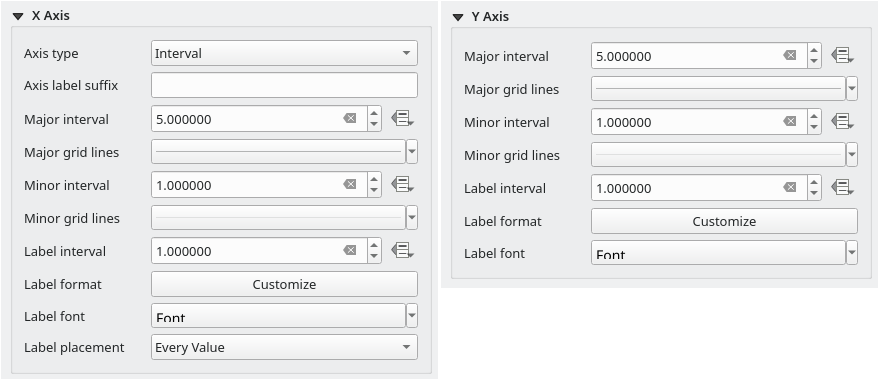 X Axis
Axis type Interval
Axis label suffix
Major interval 5.000000
Major grid lines
Minor interval 1.000000
Minor grid lines
Label interval 1.000000
Label format Customize
Label font Font
Label placement Every Value
Y Axis
Major interval 5.000000
Major grid lines
Minor interval 1.000000
Minor grid lines
Label interval 1.000000
Label format Customize
Label font Font